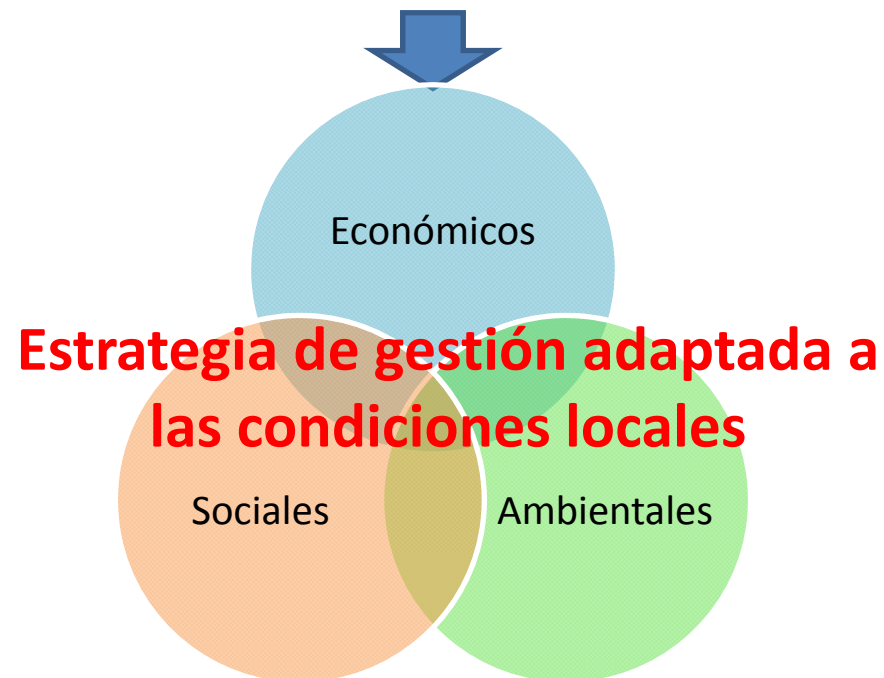 Económicos
Estrategia de gestión adaptada a
las condiciones locales
Sociales
Ambientales